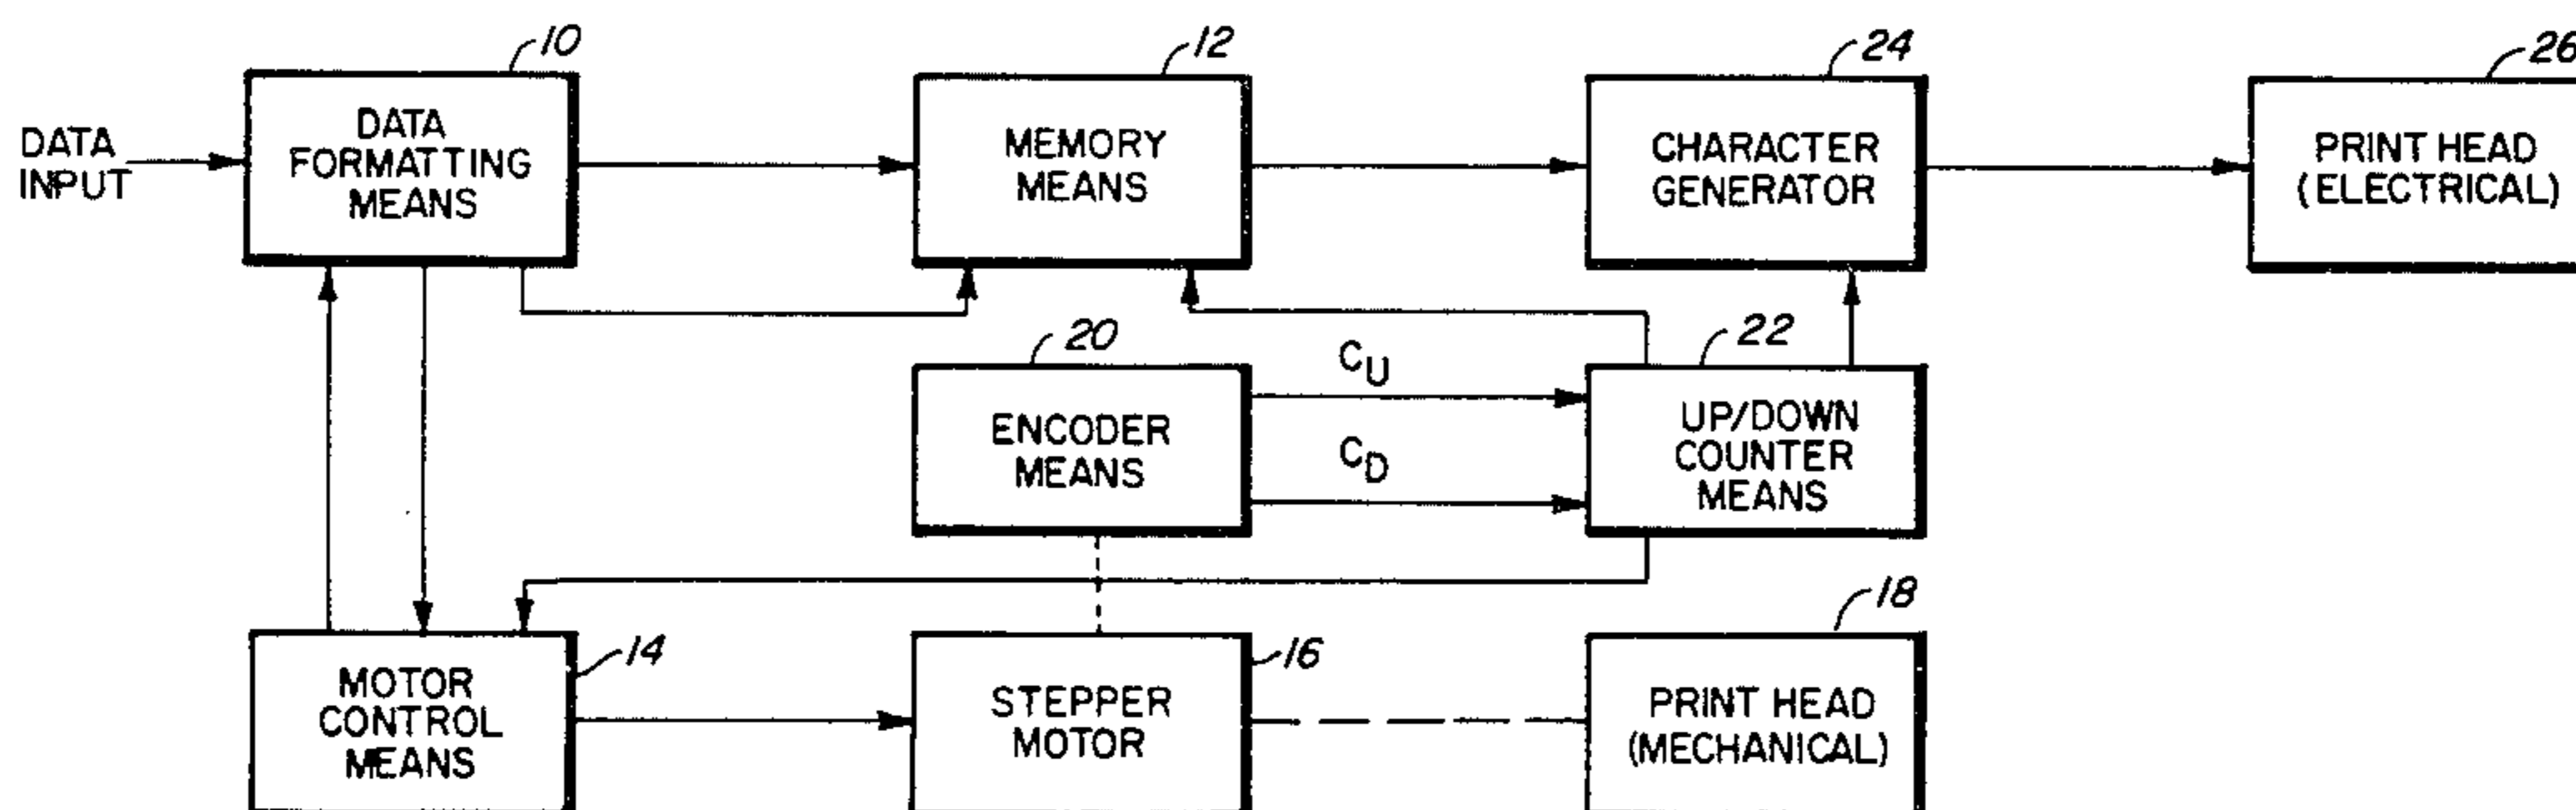 10
12
24
26
DATA
INPUT
DATA
FORMATTING
MEANS
MEMORY
MEANS
CHARACTER
GENERATOR
PRINT HEAD
(ELECTRICAL)
20
22
ENCODER
MEANS
CU
CD
UP/DOWN
COUNTER
MEANS
14
16
18
MOTOR
CONTROL
MEANS
STEPPER
MOTOR
PRINT HEAD
(MECHANICAL)